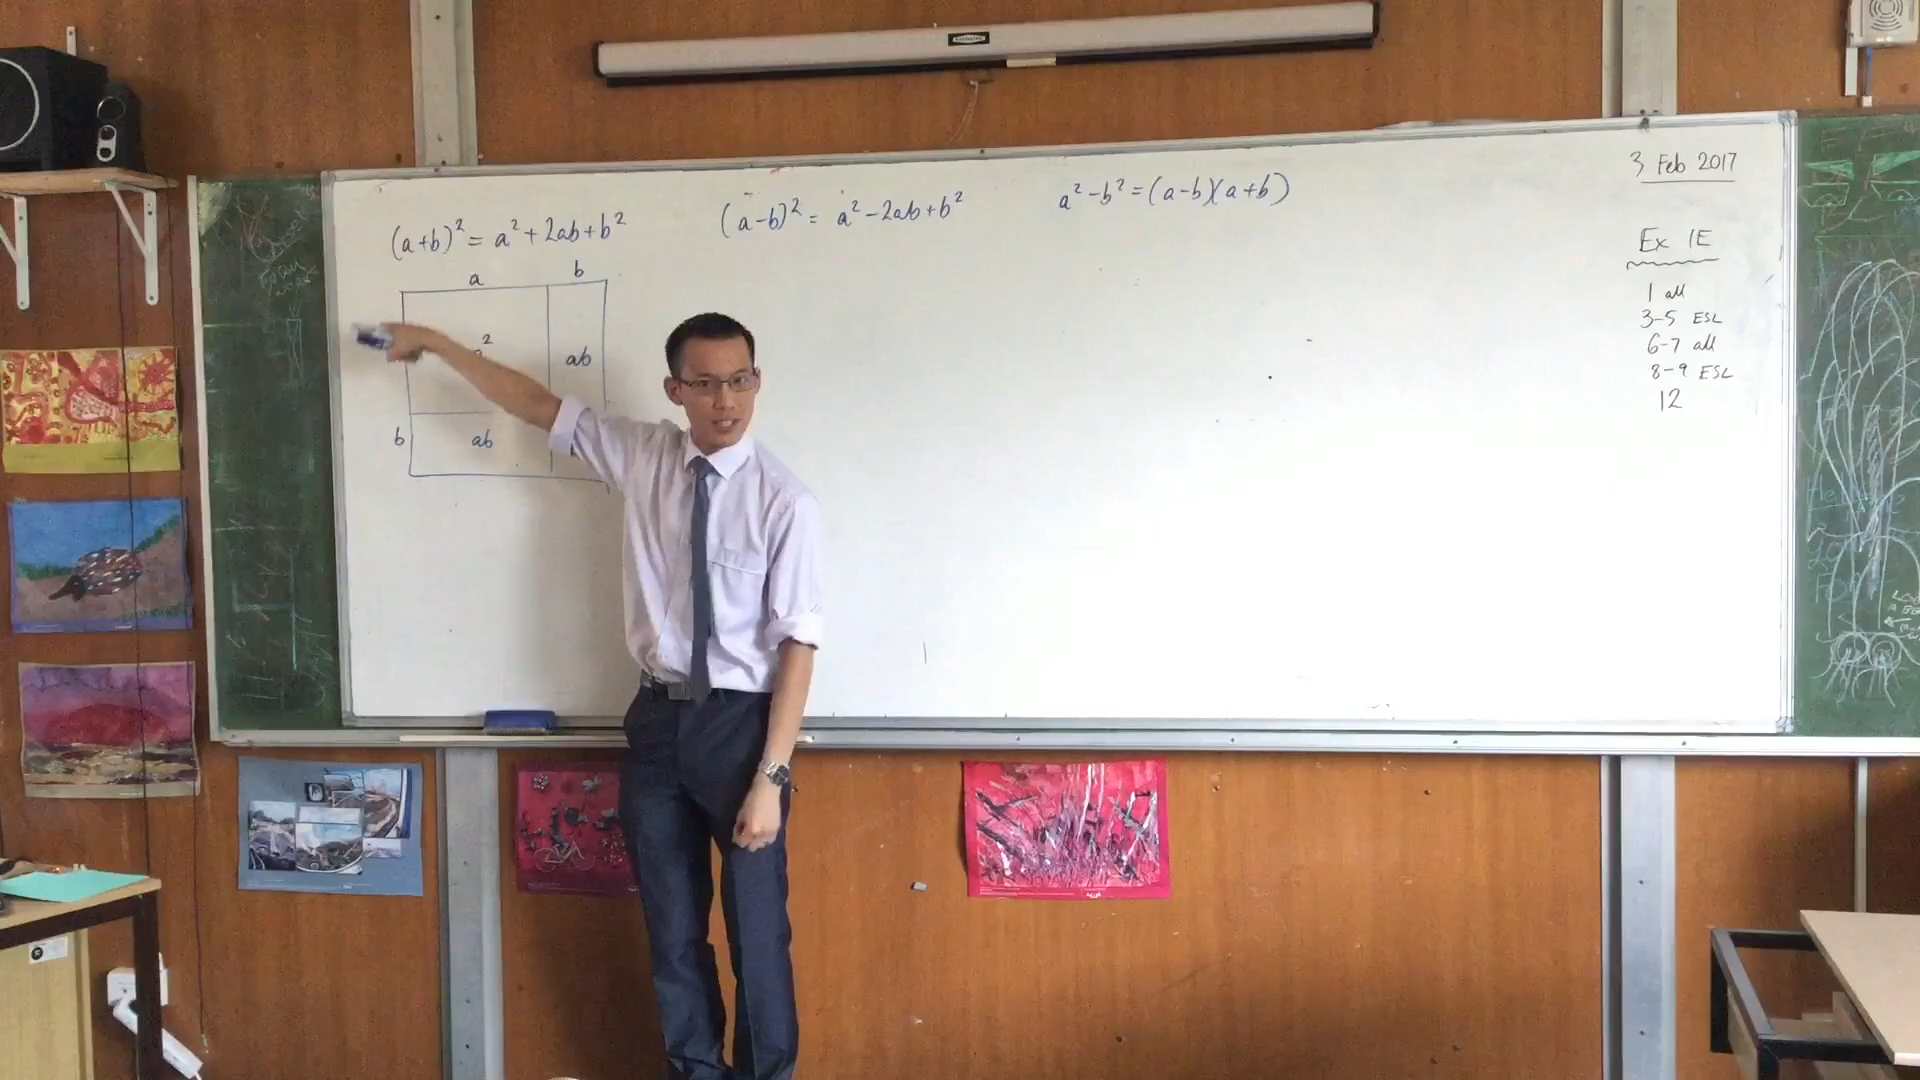 (a+b)² = a² + 2ab + b²
(a-b)² = a² - 2ab + b²
a² - b² = (a-b)(a+b)
3 Feb 2017
a
b
²
ab
b
ab
Ex 1E
1 all
3-5 ESL
6-7 all
8-9 ESL
12